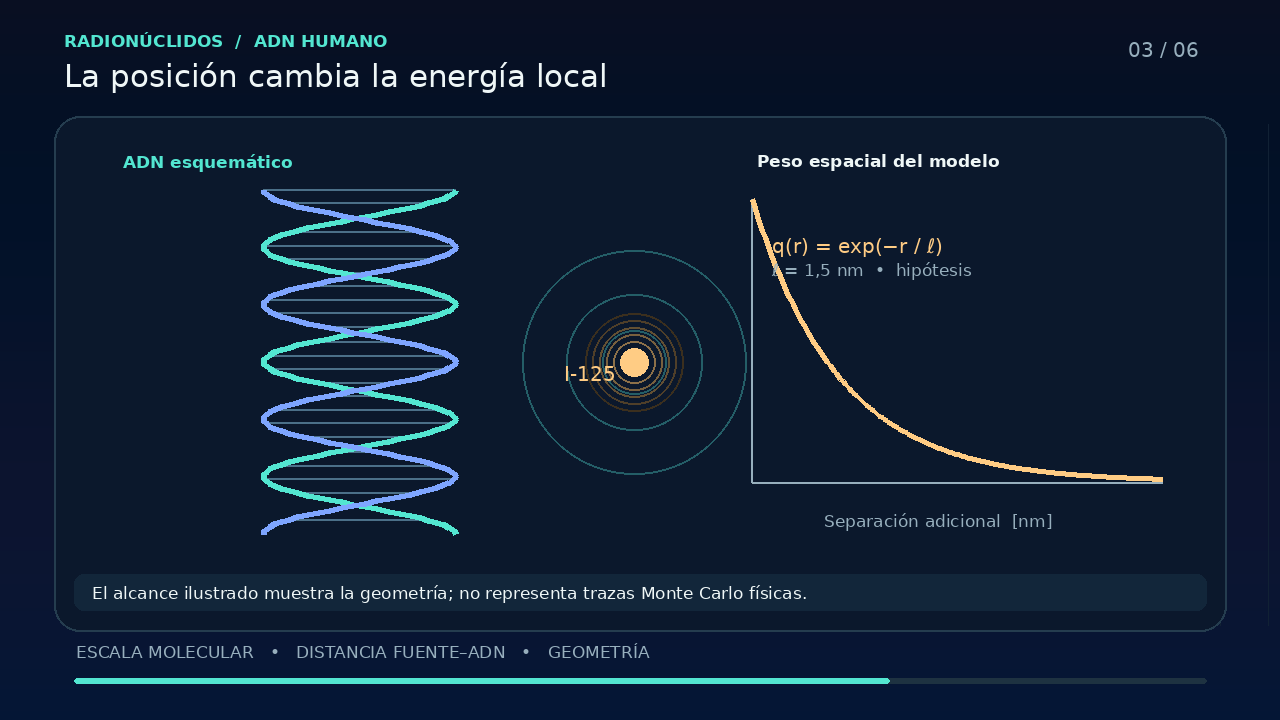 RADIONÚCLIDOS / ADN HUMANO
La posición cambia la energía local
03 / 06
ADN esquemático
Peso espacial del modelo
q(r) = exp(−r / ℓ)
ℓ = 1,5 nm • hipótesis
I-125
Separación adicional [nm]
El alcance ilustrado muestra la geometría; no representa trazas Monte Carlo físicas.
ESCALA MOLECULAR • DISTANCIA FUENTE–ADN • GEOMETRÍA